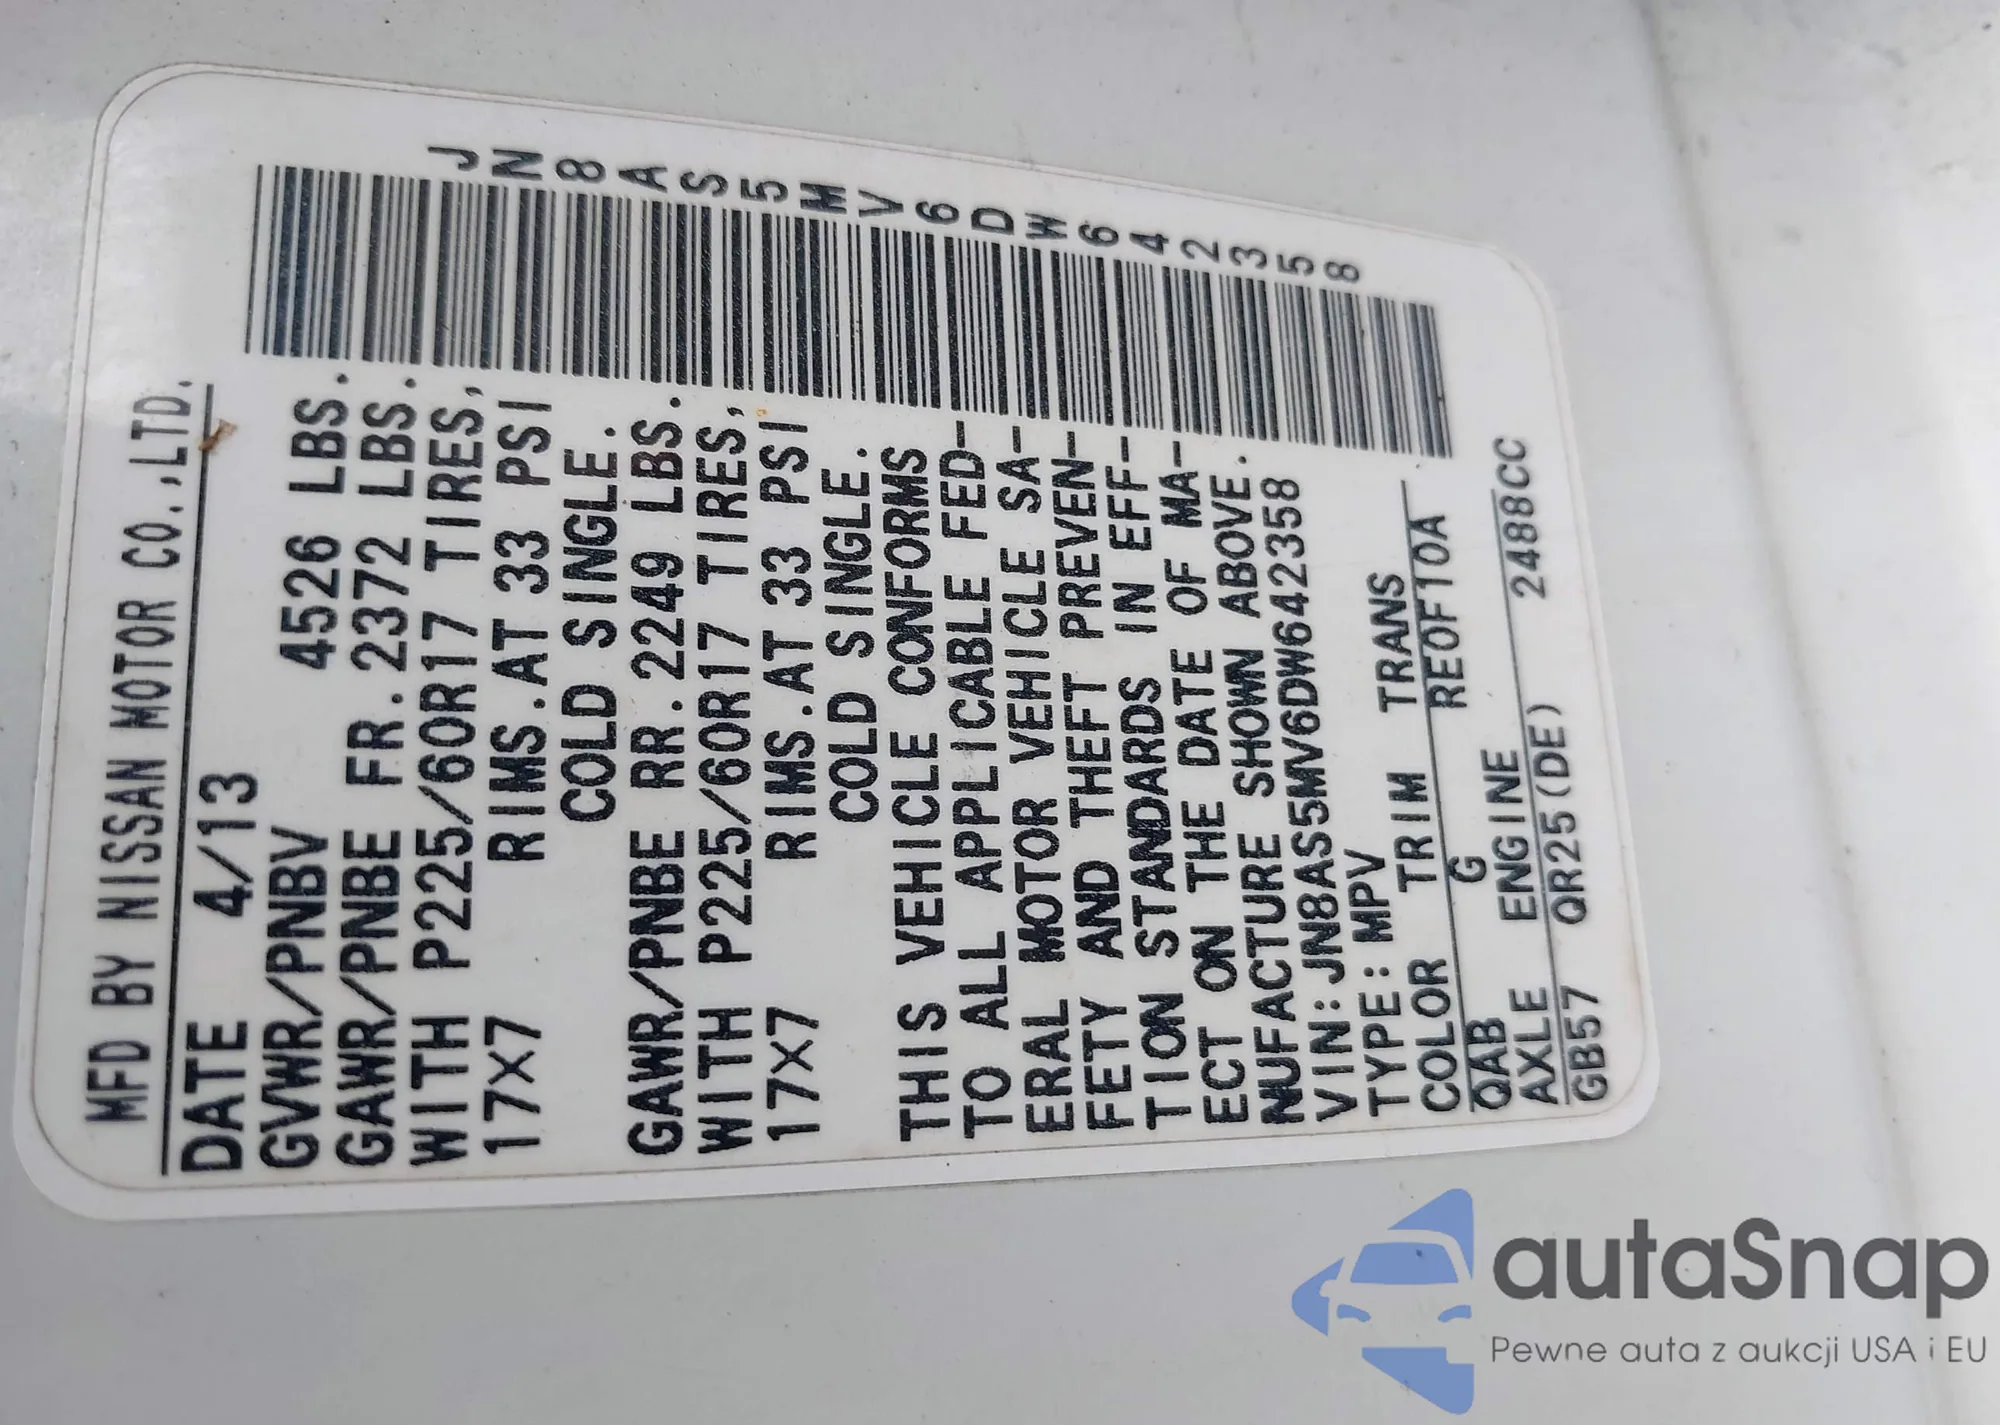 MFD BY NISSAN MOTOR CO.,LTD.
DATE 4/13
GVWR/PNBV 4526 LBS.
GAWR/PNBE FR.2372 LBS.
WITH P225/60R17 TIRES,
17×7 RIMS.AT 33 PSI
COLD SINGLE.
GAWR/PNBE RR.2249 LBS.
WITH P225/60R17 TIRES,
17×7 RIMS.AT 33 PSI
COLD SINGLE.
THIS VEHICLE CONFORMS
TO ALL APPLICABLE FED-
ERAL MOTOR VEHICLE SA-
FETY AND THEFT PREVEN-
TION STANDARDS IN EFF-
ECT ON THE DATE OF MA-
NUFACTURE SHOWN ABOVE.
VIN:JN8AS5MV6DW642358
TYPE:MPV
COLOR TRIM TRANS
QAB G RE0F10A
AXLE ENGINE
GB57 QR25(DE) 2488CC
JN8AS5MV6DW642358
autaSnap
Pewne auta z aukcji USA i EU